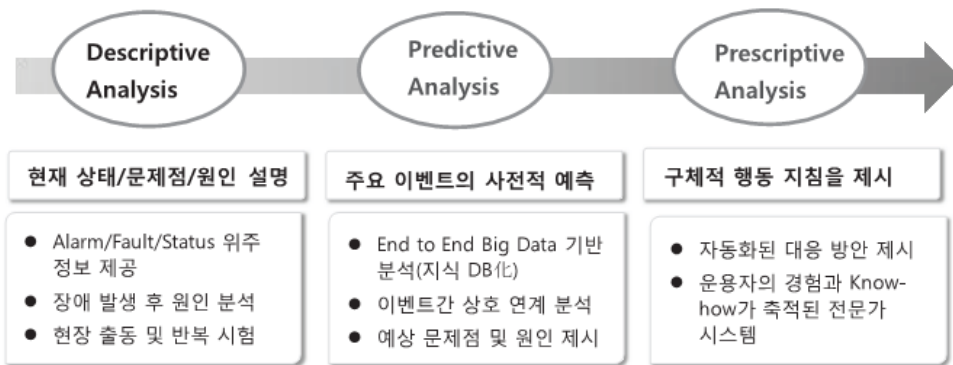 Descriptive
Analysis
Predictive
Analysis
Prescriptive
Analysis
현재 상태/문제점/원인 설명
주요 이벤트의 사전적 예측
구체적 행동 지침을 제시
● Alarm/Fault/Status 위주
정보 제공
● 장애 발생 후 원인 분석
● 현장 출동 및 반복 시험
● End to End Big Data 기반
분석(지식 DB化)
● 이벤트간 상호 연계 분석
● 예상 문제점 및 원인 제시
● 자동화된 대응 방안 제시
● 운용자의 경험과 Know-
how가 축적된 전문가
시스템